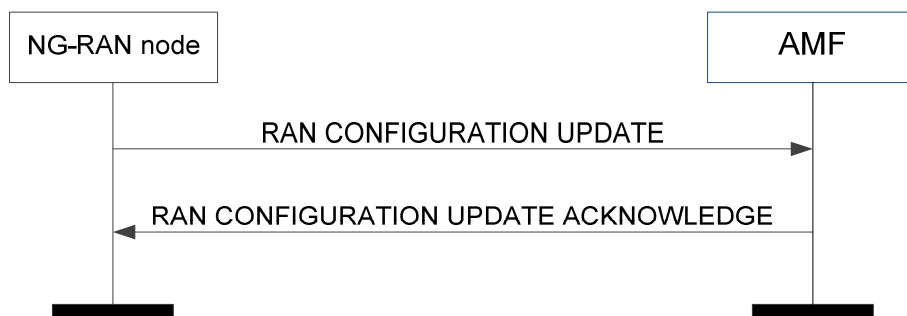 NG-RAN node
AMF
RAN CONFIGURATION UPDATE
RAN CONFIGURATION UPDATE ACKNOWLEDGE